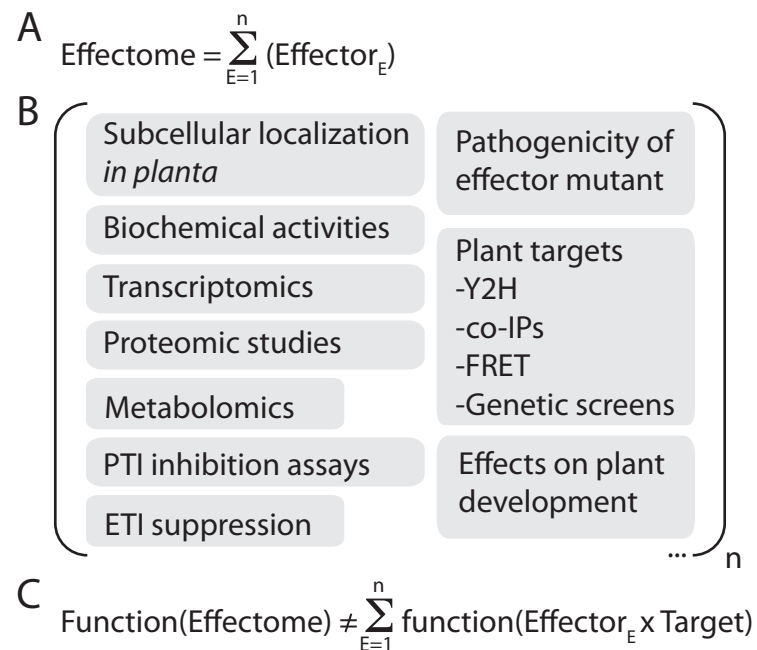 A
n
Effectome = Σ (Effector_E)
E=1
B
Subcellular localization
in planta
Biochemical activities
Transcriptomics
Proteomic studies
Metabolomics
PTI inhibition assays
ETI suppression
Pathogenicity of
effector mutant
Plant targets
-Y2H
-co-IPs
-FRET
-Genetic screens
Effects on plant
development
...
n
C
n
Function(Effectome) ≠ Σ function(Effector_E x Target)
E=1